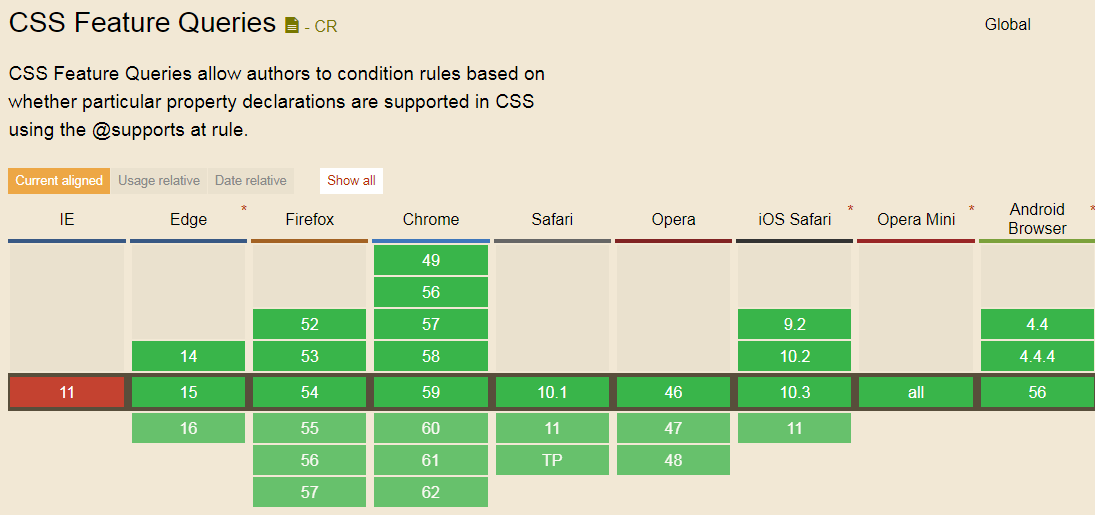 CSS Feature Queries - CR
Global
CSS Feature Queries allow authors to condition rules based on
whether particular property declarations are supported in CSS
using the @supports at rule.
Current aligned Usage relative Date relative Show all
IE Edge * Firefox Chrome Safari Opera iOS Safari * Opera Mini * Android Browser *
49
56
52 57 9.2 4.4
14 53 58 10.2 4.4.4
11 15 54 59 10.1 46 10.3 all 56
16 55 60 11 47 11
56 61 TP 48
57 62